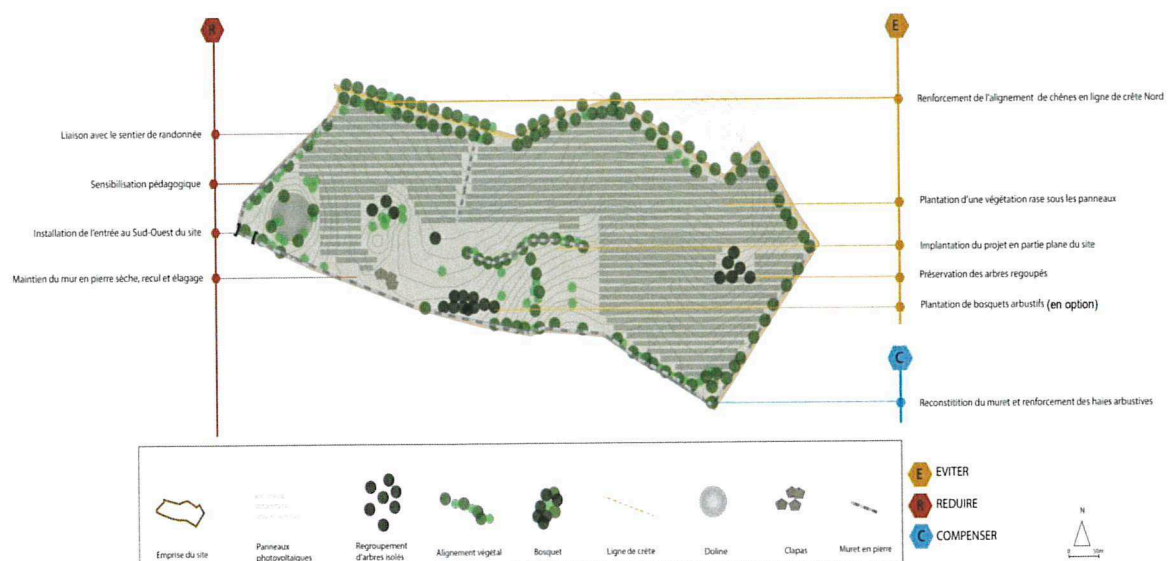 R
E
Renforcement de l'alignement de chênes en ligne de crête Nord
Liaison avec le sentier de randonnée
Sensibilisation pédagogique
Plantation d'une végétation rase sous les panneaux
Installation de l'entrée au Sud-Ouest du site
Implantation du projet en partie plane du site
Maintien du mur en pierre sèche, recul et élagage
Préservation des arbres regoupés
Plantation de bosquets arbustifs (en option)
C
Reconstitition du muret et renforcement des haies arbustives
E EVITER
R REDUIRE
C COMPENSER
N
0 50m
Emprise du site
Panneaux
photovoltaïques
Regroupement
d'arbres isolés
Alignement végétal
Bosquet
Ligne de crête
Doline
Clapas
Muret en pierre